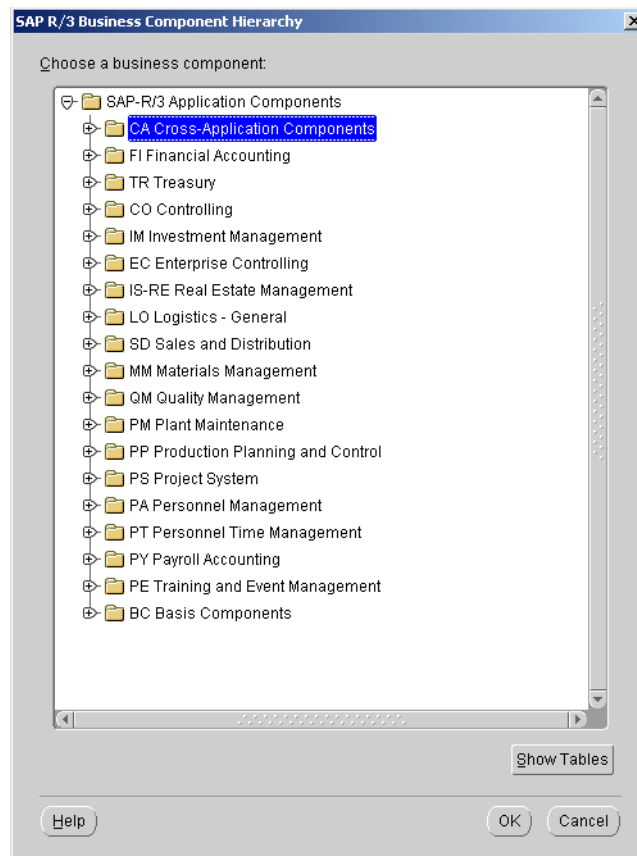 SAP R/3 Business Component Hierarchy
Choose a business component:
SAP-R/3 Application Components
CA Cross-Application Components
FI Financial Accounting
TR Treasury
CO Controlling
IM Investment Management
EC Enterprise Controlling
IS-RE Real Estate Management
LO Logistics - General
SD Sales and Distribution
MM Materials Management
QM Quality Management
PM Plant Maintenance
PP Production Planning and Control
PS Project System
PA Personnel Management
PT Personnel Time Management
PY Payroll Accounting
PE Training and Event Management
BC Basis Components
Show Tables
Help OK Cancel